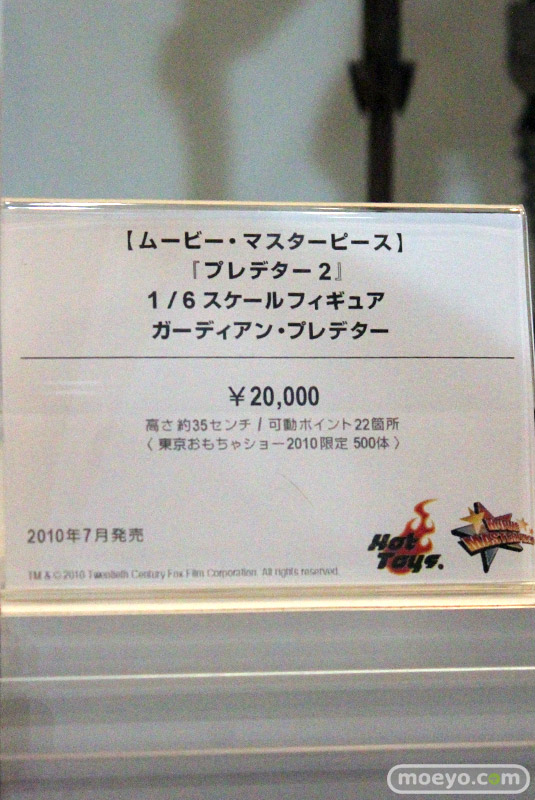 【ムービー・マスターピース】
『プレデター 2』
1 / 6 スケールフィギュア
ガーディアン・プレデター
￥20,000
高さ約35センチ / 可動ポイント22箇所
〈 東京おもちゃショー2010限定 500体 〉
2010年7月発売
Hot Toys.
TM & © 2010 Twentieth Century Fox Film Corporation. All rights reserved.
moeyo.com